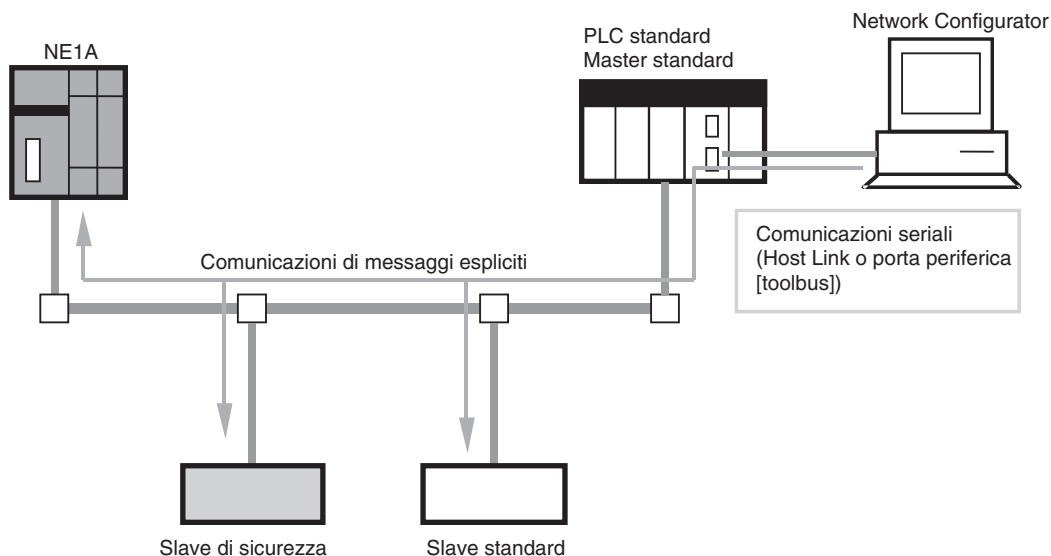 Network Configurator
PLC standard
Master standard
NE1A
Comunicazioni seriali
(Host Link o porta periferica
[toolbus])
Comunicazioni di messaggi espliciti
Slave di sicurezza
Slave standard